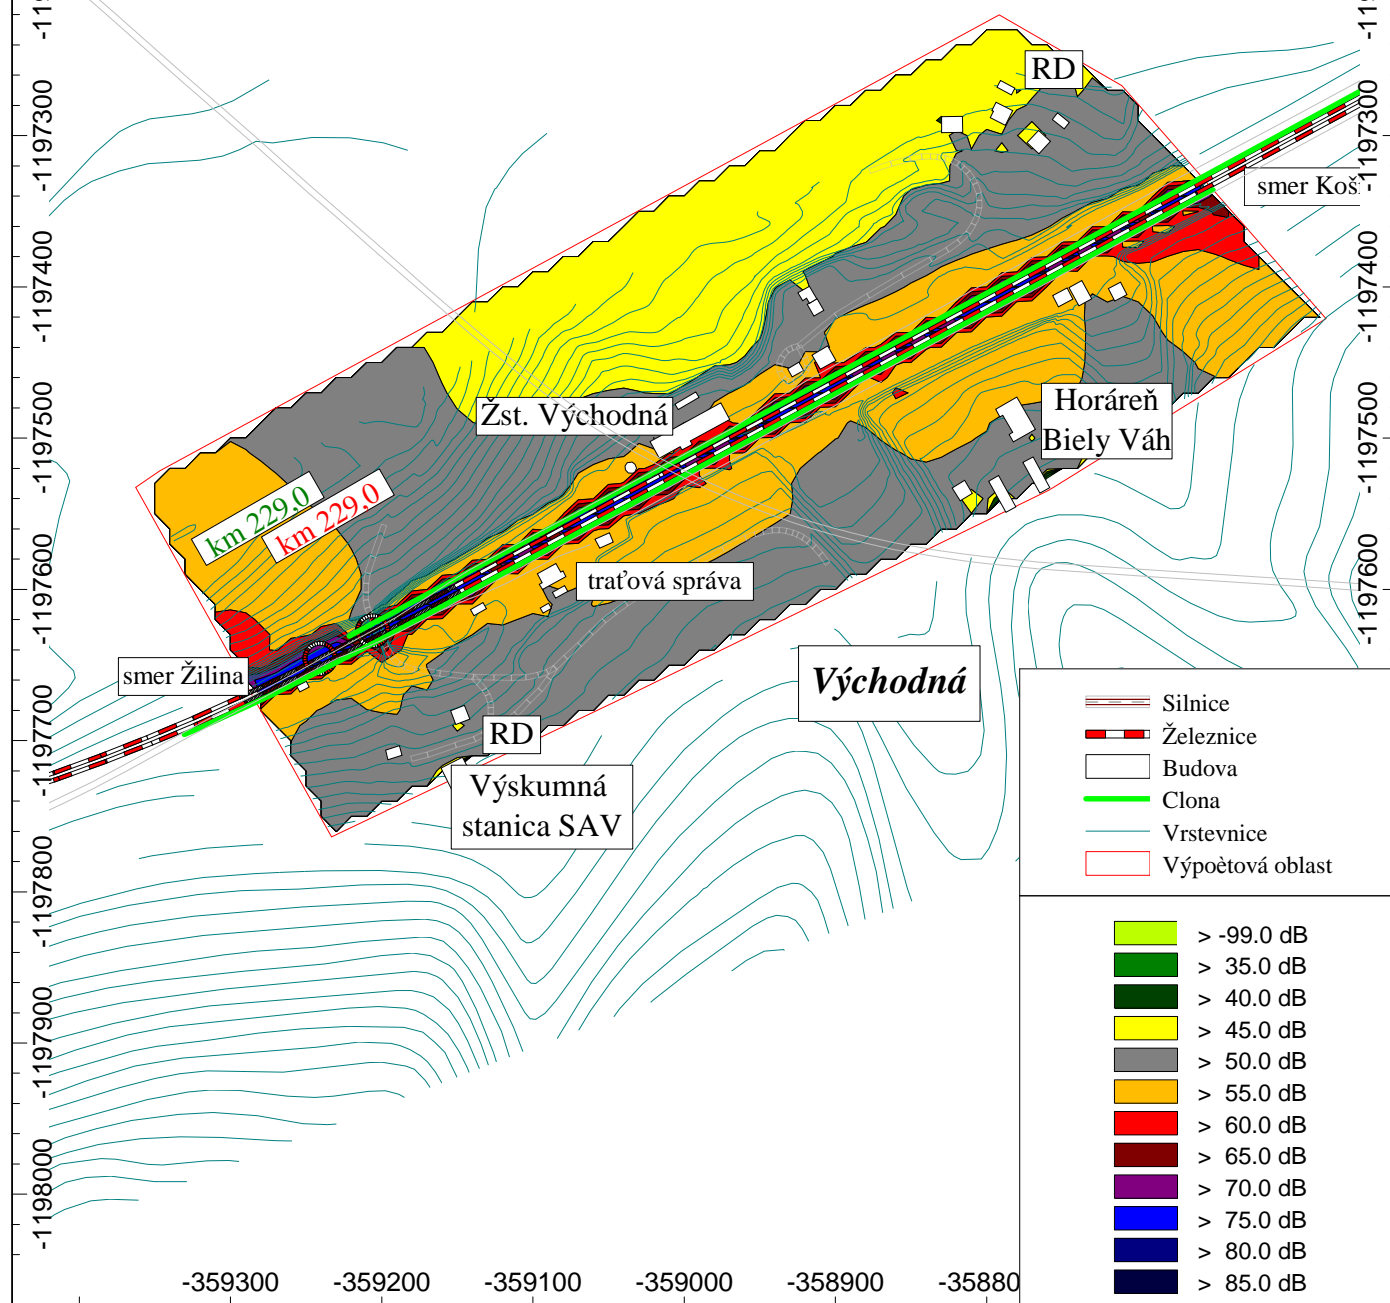 RD
smer Koši
Žst. Východná
Horáreň
Biely Váh
km 229,0
km 229,0
traťová správa
smer Žilina
Východná
RD
Výskumná
stanica SAV
Silnice
Železnice
Budova
Clona
Vrstevnice
Výpoètová oblast
> -99.0 dB
> 35.0 dB
> 40.0 dB
> 45.0 dB
> 50.0 dB
> 55.0 dB
> 60.0 dB
> 65.0 dB
> 70.0 dB
> 75.0 dB
> 80.0 dB
> 85.0 dB
-1197300
-1197400
-1197500
-1197600
-1197700
-1197800
-1197900
-1198000
-1197300
-1197400
-1197500
-1197600
-359300
-359200
-359100
-359000
-358900
-35880